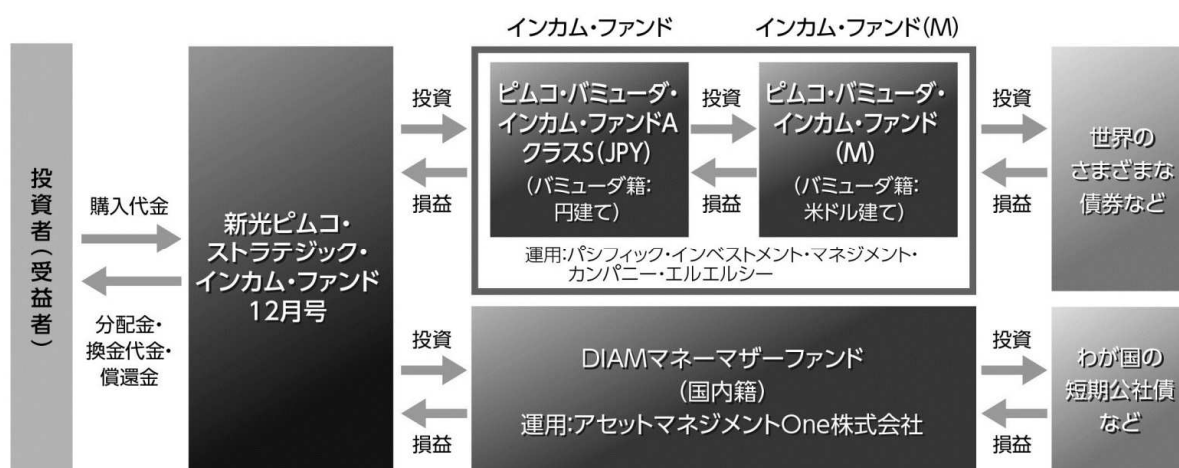 投資者(受益者)
購入代金
分配金・
換金代金・
償還金
新光ピムコ・
ストラテジック・
インカム・ファンド
12月号
投資
損益
インカム・ファンド
インカム・ファンド(M)
ピムコ・バミューダ・
インカム・ファンドA
クラスS(JPY)
(バミューダ籍:
円建て)
投資
損益
ピムコ・バミューダ・
インカム・ファンド
(M)
(バミューダ籍:
米ドル建て)
運用:パシフィック・インベストメント・マネジメント・
カンパニー・エルエルシー
投資
損益
世界の
さまざまな
債券など
投資
損益
DIAMマネーマザーファンド
(国内籍)
運用:アセットマネジメントOne株式会社
投資
損益
わが国の
短期公社債
など